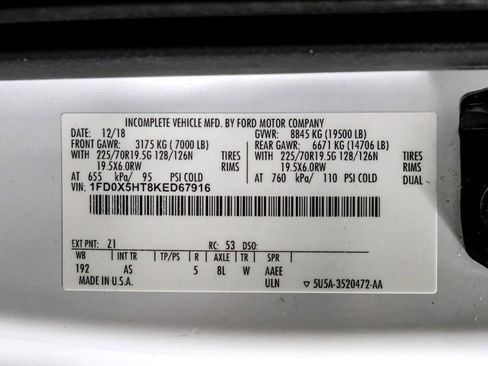 INCOMPLETE VEHICLE MFD. BY FORD MOTOR COMPANY
DATE: 12/18 GVWR: 8845 KG (19500 LB)
FRONT GAWR: 3175 KG ( 7000 LB) REAR GAWR: 6671 KG (14706 LB)
WITH 225/70R19.5G 128/126N TIRES WITH 225/70R19.5G 128/126N TIRES
19.5X6.0RW RIMS 19.5X6.0RW RIMS
AT 655 kPa/ 95 PSI COLD AT 760 kPa/ 110 PSI COLD DUAL
VIN: 1FD0X5HT8KED67916
EXT PNT: Z1 RC: 53 DSO:
WB INT TR TP/PS R AXLE TR SPR
192 AS 5 8L W AAEE
MADE IN U.S.A. ULN ▽ 5U5A-3520472-AA